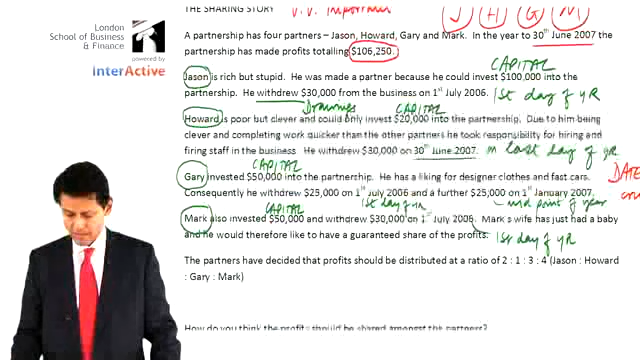 London
School of Business
& Finance
powered by
InterActive
THE SHARING STORY
V.V. Important
J H G M
A partnership has four partners – Jason, Howard, Gary and Mark. In the year to 30th June 2007 the
partnership has made profits totalling $106,250.
CAPITAL
Jason is rich but stupid. He was made a partner because he could invest $100,000 into the
partnership. He withdrew $30,000 from the business on 1st July 2006. 1st day of yR
Drawings CAPITAL
Howard is poor but clever and could only invest $20,000 into the partnership. Due to him being
clever and completing work quicker than the other partners he took responsibility for hiring and
firing staff in the business He withdrew $30,000 on 30th June 2007. on last day of yR
CAPITAL
Gary invested $50,000 into the partnership. He has a liking for designer clothes and fast cars. DATE
Consequently he withdrew $25,000 on 1st July 2006 and a further $25,000 on 1st January 2007.
CAPITAL 1st day of yR mid point of year
Mark also invested $50,000 and withdrew $30,000 on 1st July 2006. Mark's wife has just had a baby
and he would therefore like to have a guaranteed share of the profits. 1st day of yR
The partners have decided that profits should be distributed at a ratio of 2 : 1 : 3 : 4 (Jason : Howard
: Gary : Mark)
How do you think the profits should be shared amongst the partners?